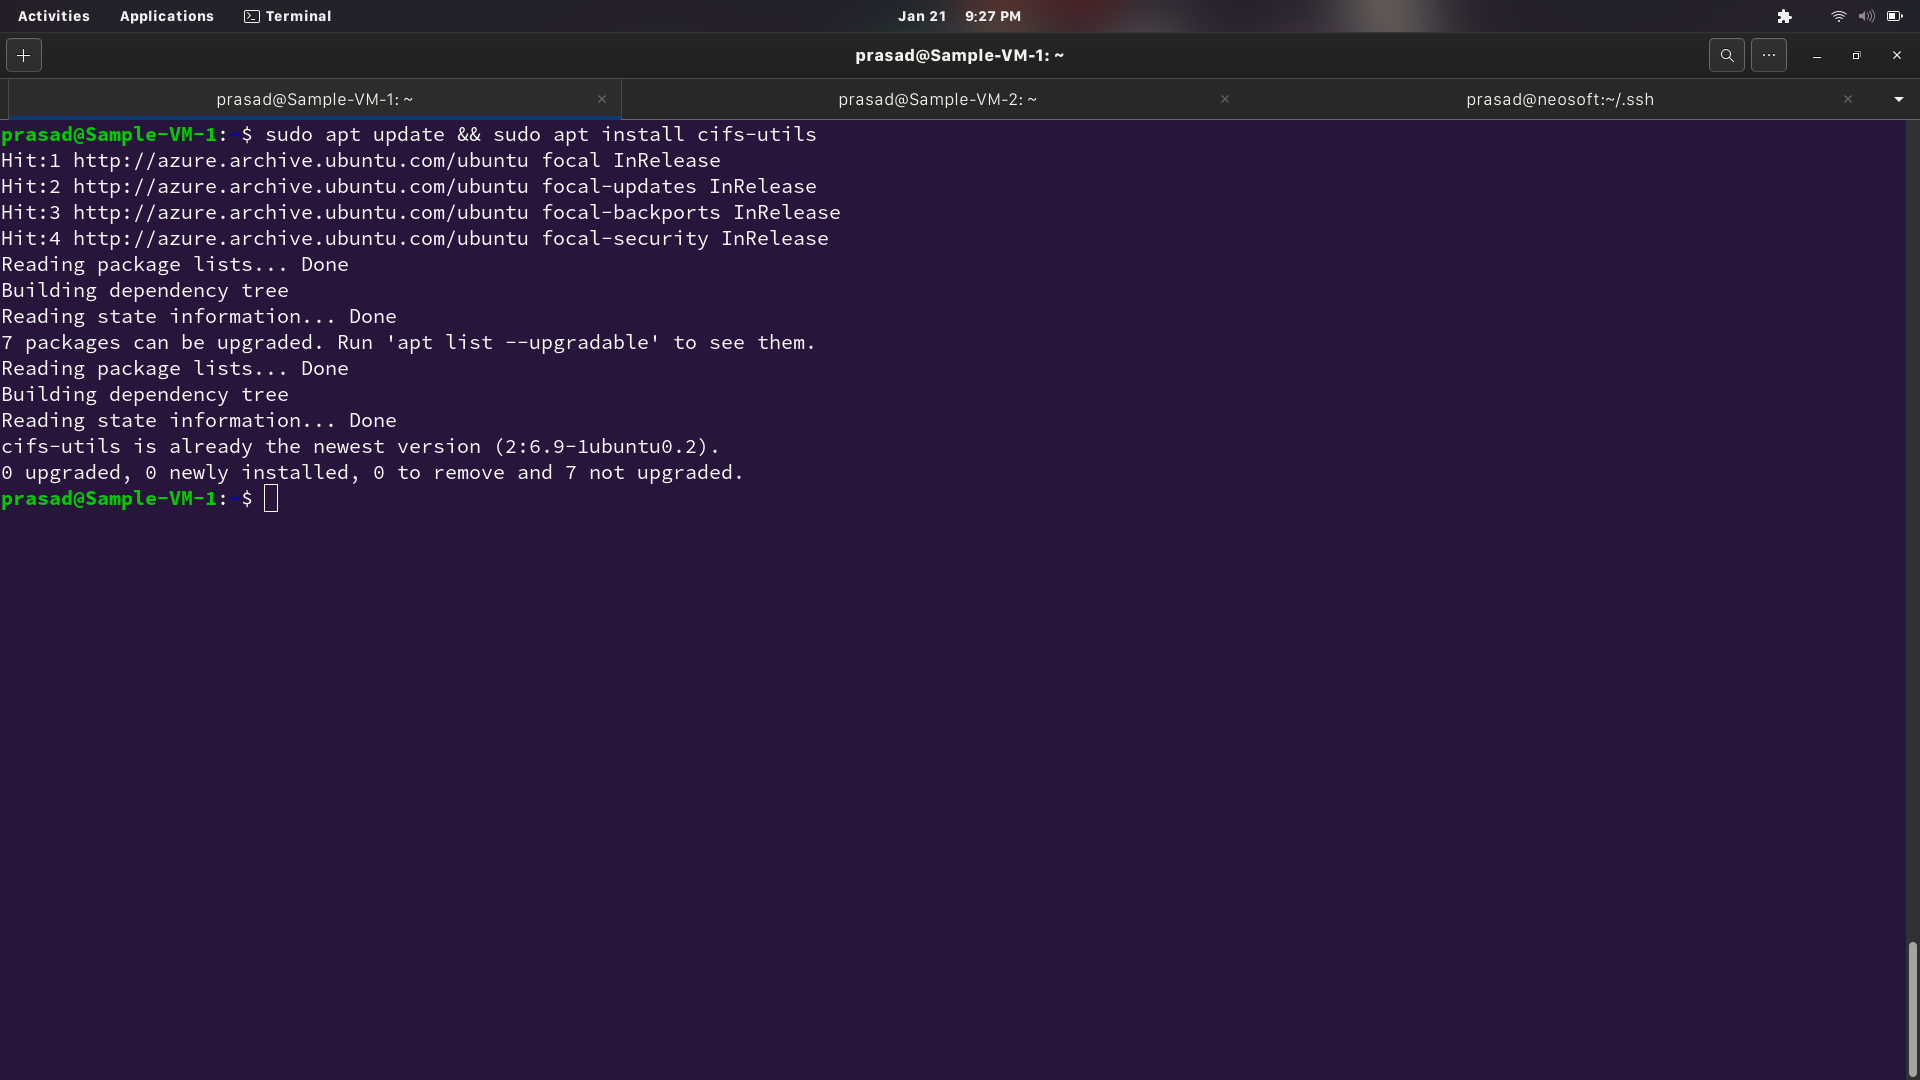 Activities Applications Terminal Jan 21 9:27 PM
prasad@Sample-VM-1: ~
prasad@Sample-VM-1: ~ prasad@Sample-VM-2: ~ prasad@neosoft:~/.ssh
prasad@Sample-VM-1:~$ sudo apt update && sudo apt install cifs-utils
Hit:1 http://azure.archive.ubuntu.com/ubuntu focal InRelease
Hit:2 http://azure.archive.ubuntu.com/ubuntu focal-updates InRelease
Hit:3 http://azure.archive.ubuntu.com/ubuntu focal-backports InRelease
Hit:4 http://azure.archive.ubuntu.com/ubuntu focal-security InRelease
Reading package lists... Done
Building dependency tree
Reading state information... Done
7 packages can be upgraded. Run 'apt list --upgradable' to see them.
Reading package lists... Done
Building dependency tree
Reading state information... Done
cifs-utils is already the newest version (2:6.9-1ubuntu0.2).
0 upgraded, 0 newly installed, 0 to remove and 7 not upgraded.
prasad@Sample-VM-1:~$